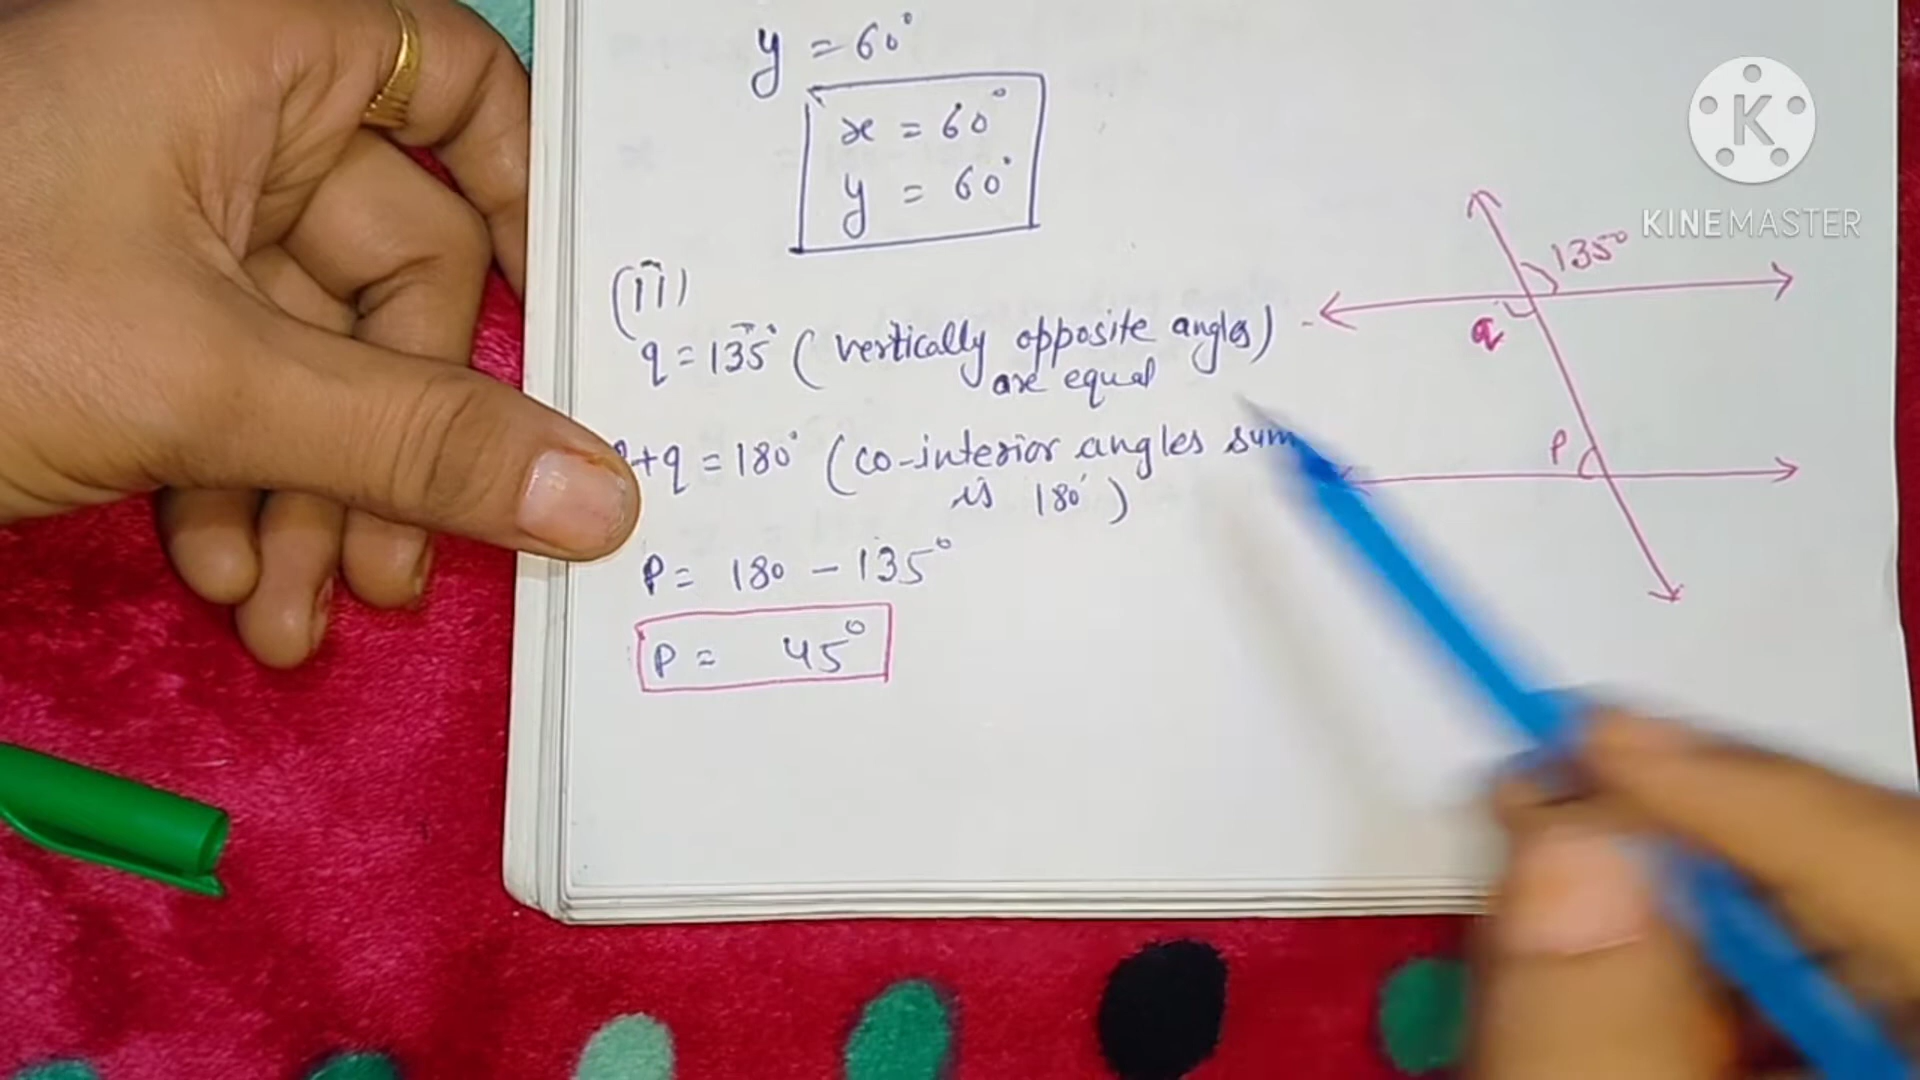 y = 60°
x = 60°
y = 60°
(ii)
q = 135° (vertically opposite angles)
are equal
+q = 180° (co-interior angles sum
is 180°)
P = 180 - 135°
P = 45°
135°
q
P
K
KINEMASTER